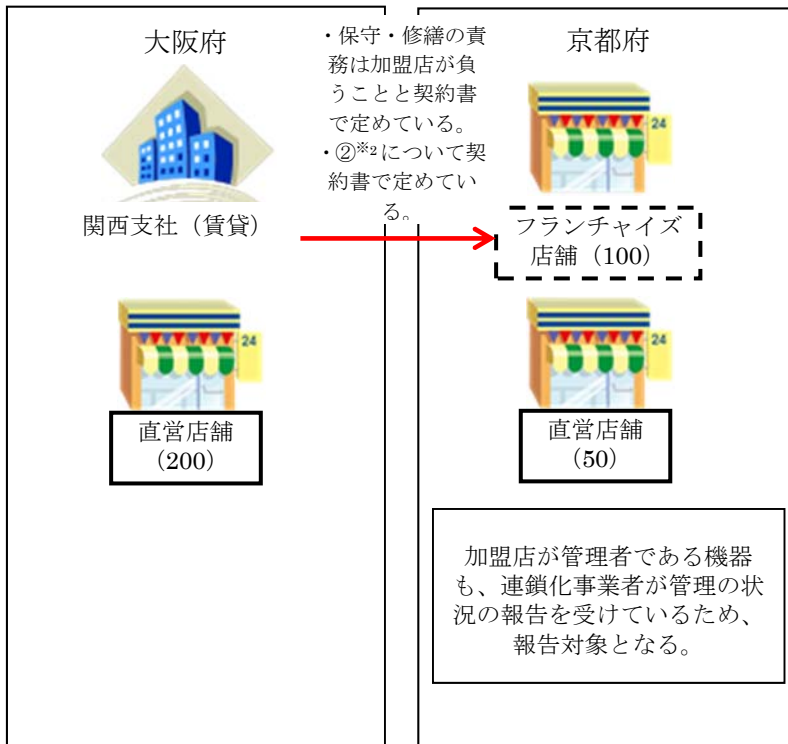 大阪府
関西支社（賃貸）
直営店舗
（200）
・保守・修繕の責
務は加盟店が負
うことと契約書
で定めている。
・②※2について契
約書で定めてい
る。
京都府
24
フランチャイズ
店舗（100）
24
直営店舗
（50）
24
加盟店が管理者である機器
も、連鎖化事業者が管理の状
況の報告を受けているため、
報告対象となる。